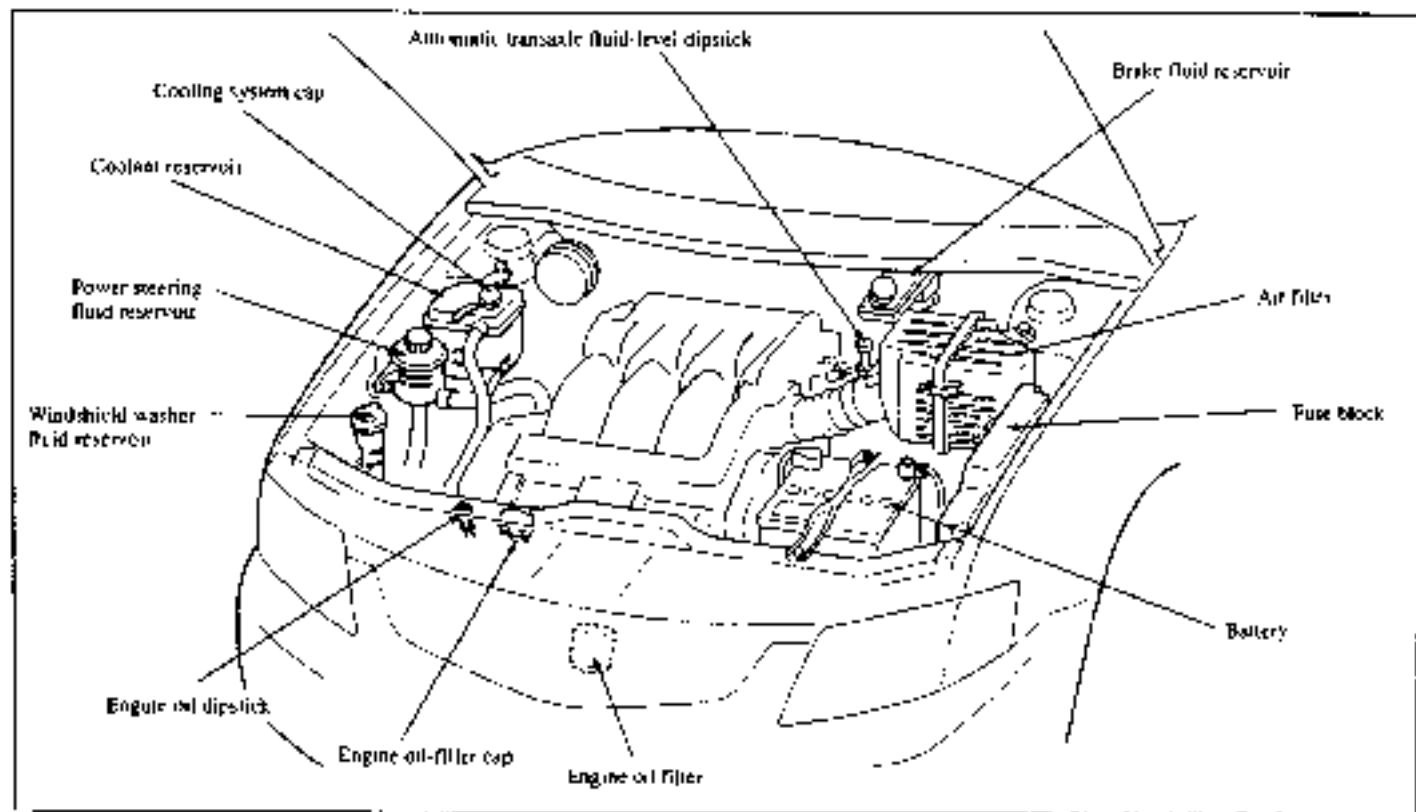 Automatic transaxle fluid-level dipstick
Brake fluid reservoir
Cooling system cap
Coolant reservoir
Power steering
fluid reservoir
Air filter
Windshield washer
fluid reservoir
Fuse block
Battery
Engine oil dipstick
Engine oil-filler cap
Engine oil filter